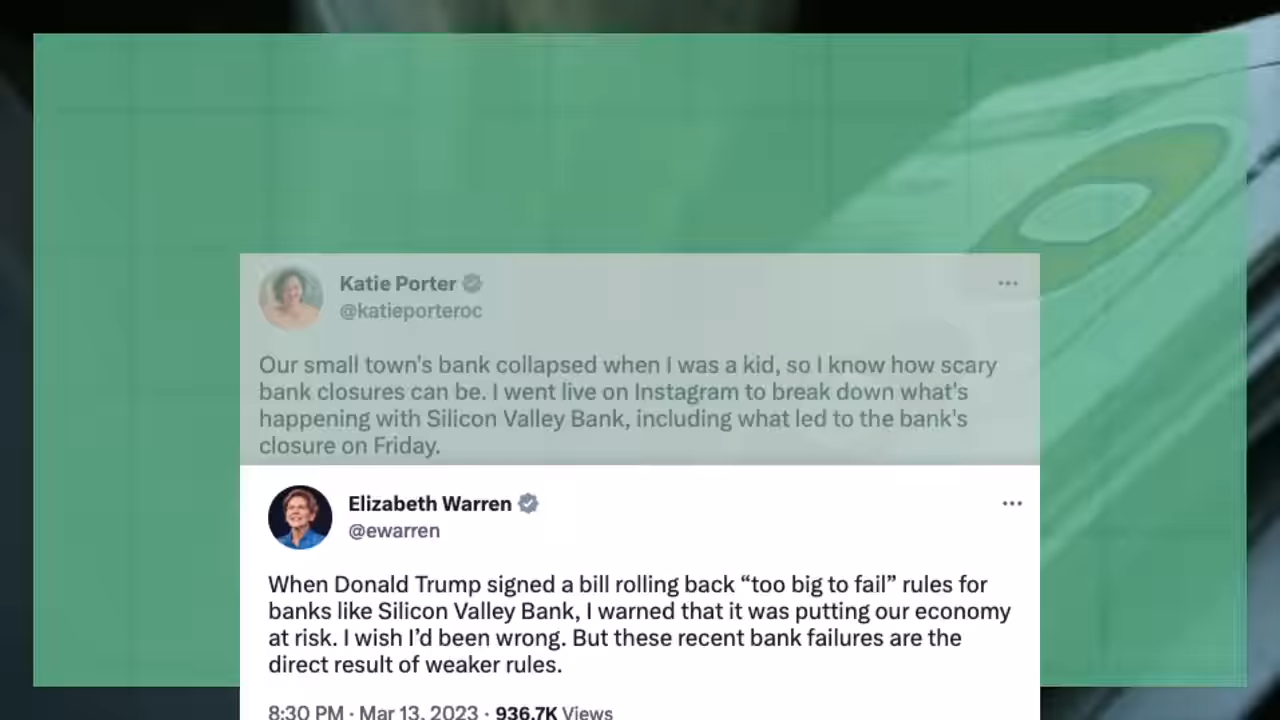 Katie Porter
@katieporteroc
Our small town's bank collapsed when I was a kid, so I know how scary
bank closures can be. I went live on Instagram to break down what's
happening with Silicon Valley Bank, including what led to the bank's
closure on Friday.
Elizabeth Warren
@ewarren
When Donald Trump signed a bill rolling back “too big to fail” rules for
banks like Silicon Valley Bank, I warned that it was putting our economy
at risk. I wish I’d been wrong. But these recent bank failures are the
direct result of weaker rules.
8:30 PM · Mar 13, 2023 · 936.7K Views